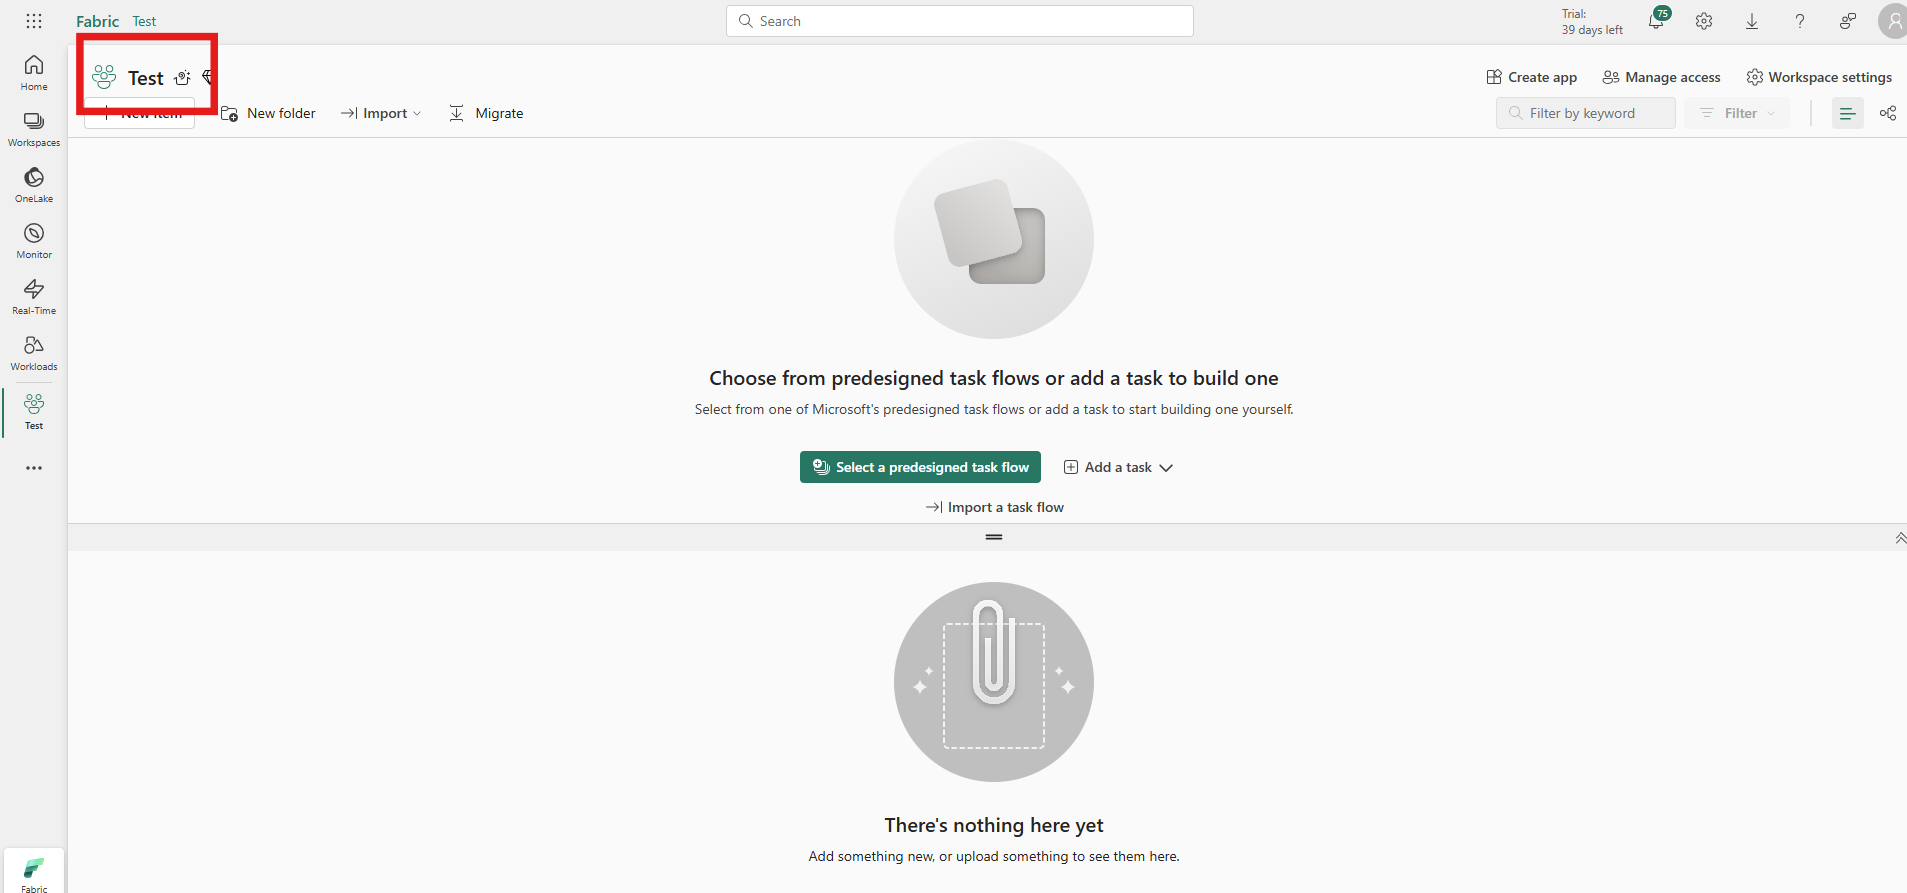 Fabric Test
Search
Trial:
39 days left
75
Home
Workspaces
OneLake
Monitor
Real-Time
Workloads
Test
Fabric
Test
Create app
Manage access
Workspace settings
New item
New folder
Import
Migrate
Filter by keyword
Filter
Choose from predesigned task flows or add a task to build one
Select from one of Microsoft's predesigned task flows or add a task to start building one yourself.
Select a predesigned task flow
Add a task
Import a task flow
There's nothing here yet
Add something new, or upload something to see them here.